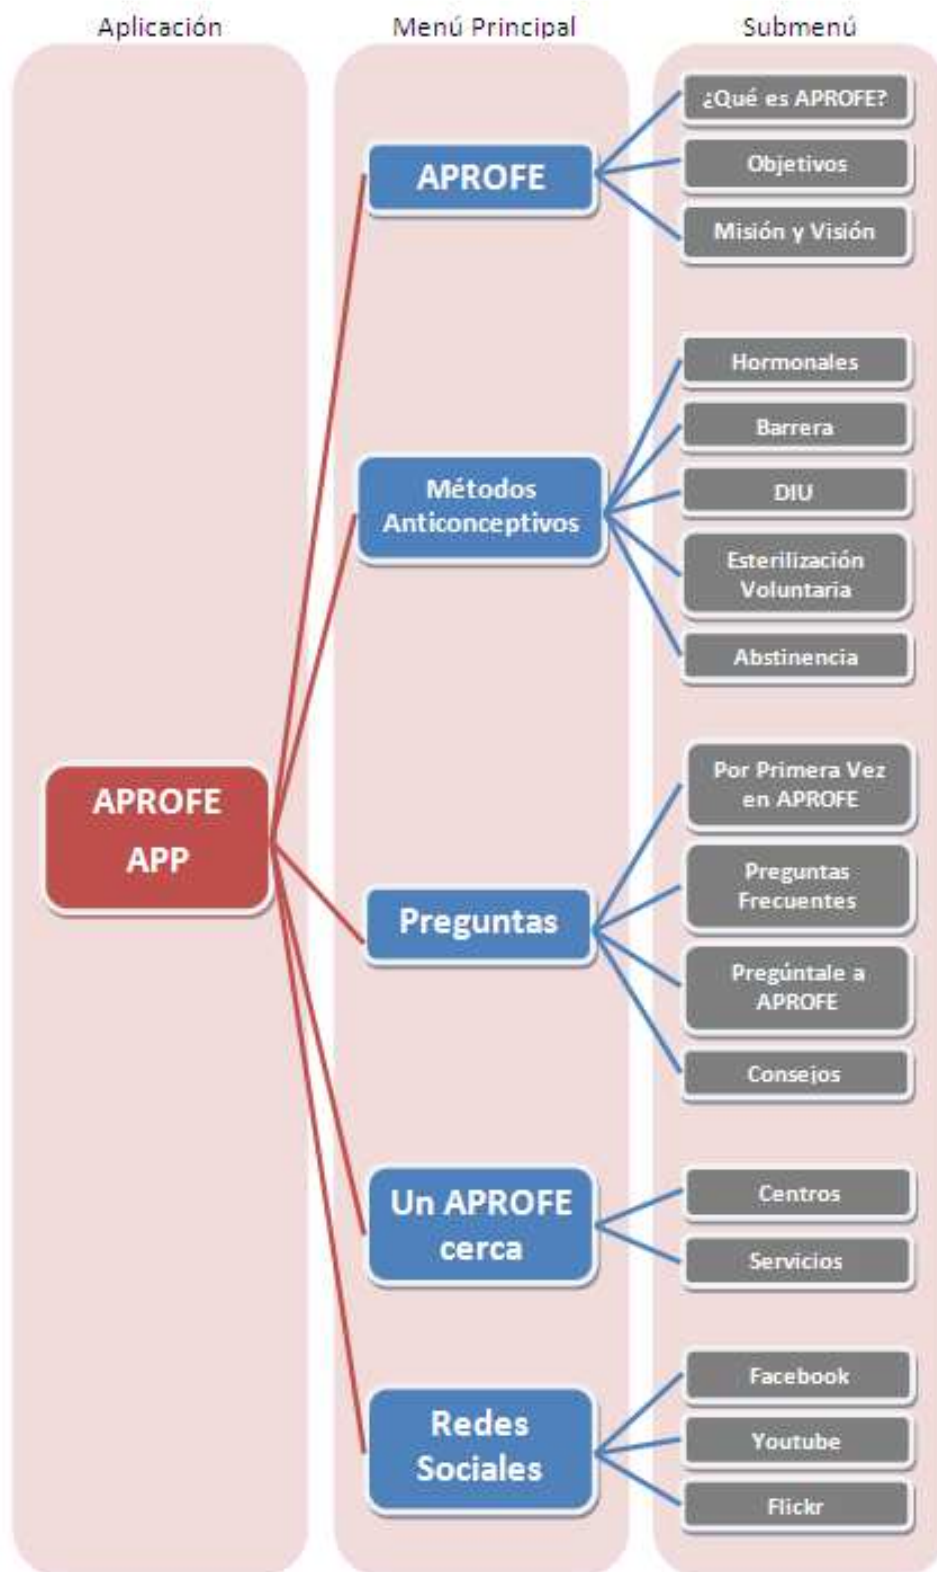 Aplicación
Menú Principal
Submenú
APROFE
APP
APROFE
¿Qué es APROFE?
Objetivos
Misión y Visión
Métodos
Anticonceptivos
Hormonales
Barrera
DIU
Esterilización
Voluntaria
Abstinencia
Preguntas
Por Primera Vez
en APROFE
Preguntas
Frecuentes
Pregúntale a
APROFE
Consejos
Un APROFE
cerca
Centros
Servicios
Redes
Sociales
Facebook
Youtube
Flickr